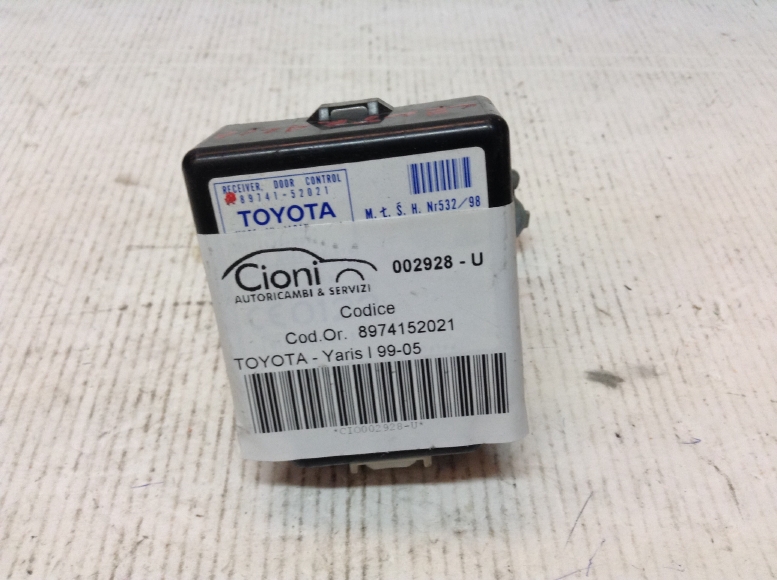 RECEIVER, DOOR CONTROL
89741-52021
TOYOTA
M. ŧ. Ś. H. Nr532/98
Cioni
002928 - U
AUTORICAMBI & SERVIZI
Codice
Cod.Or. 8974152021
TOYOTA - Yaris I 99-05
*CIO002928-U*